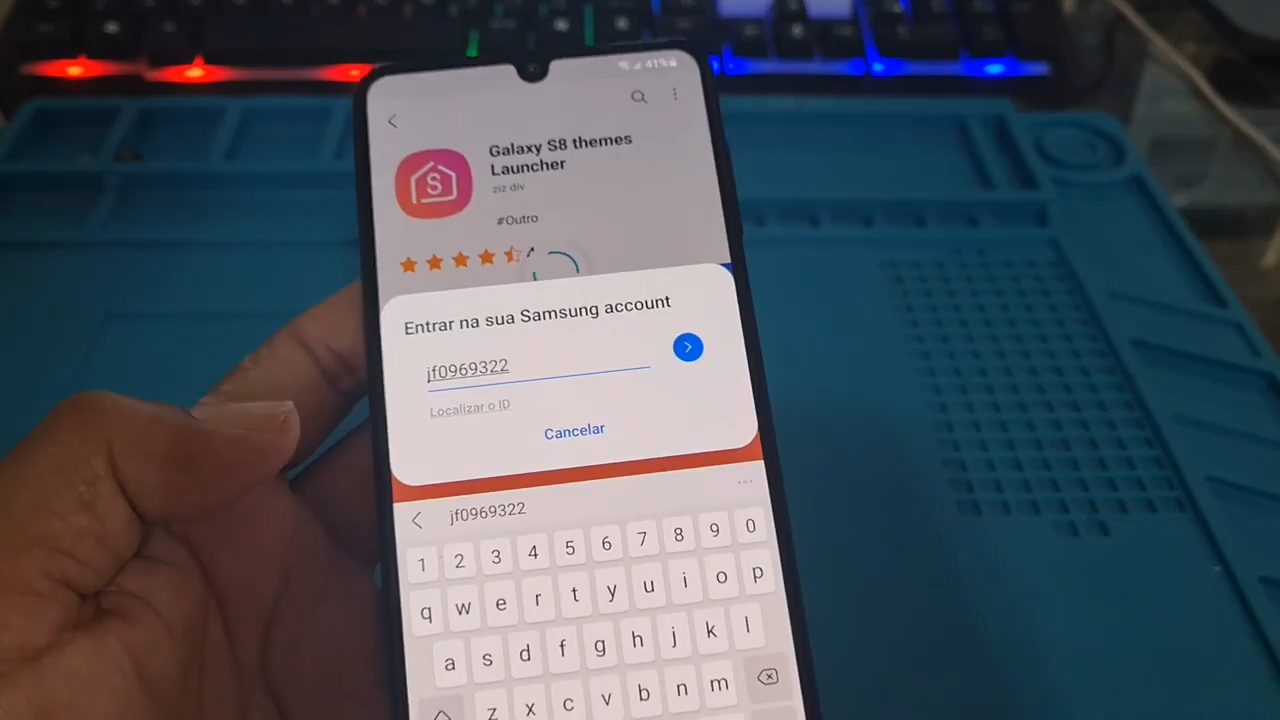 41%
Galaxy S8 themes
Launcher
ziz div
#Outro
Entrar na sua Samsung account
jf0969322
Localizar o ID
Cancelar
jf0969322
1 2 3 4 5 6 7 8 9 0
q w e r t y u i o p
a s d f g h j k l
z x c v b n m